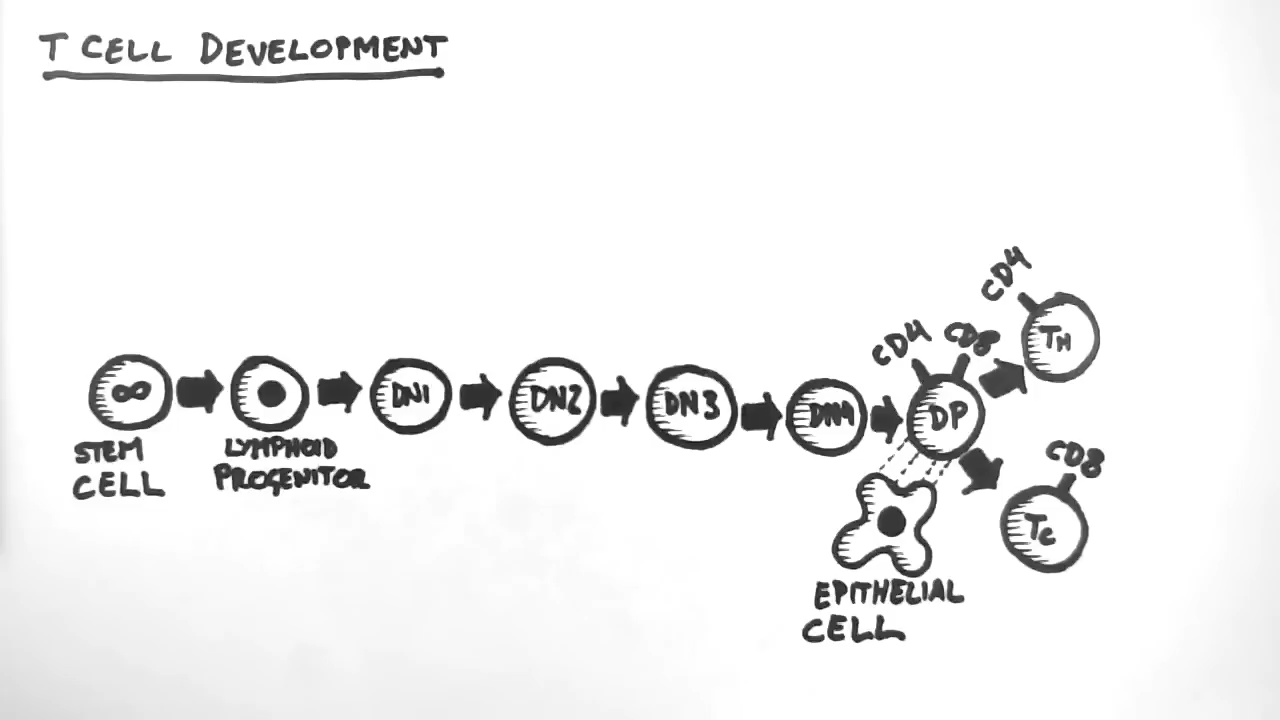 T CELL DEVELOPMENT
CD4
TH
CD4
CD8
STEM
CELL
LYMPHOID
PROGENITOR
DN1
DN2
DN3
DN4
DP
CD8
TC
EPITHELIAL
CELL